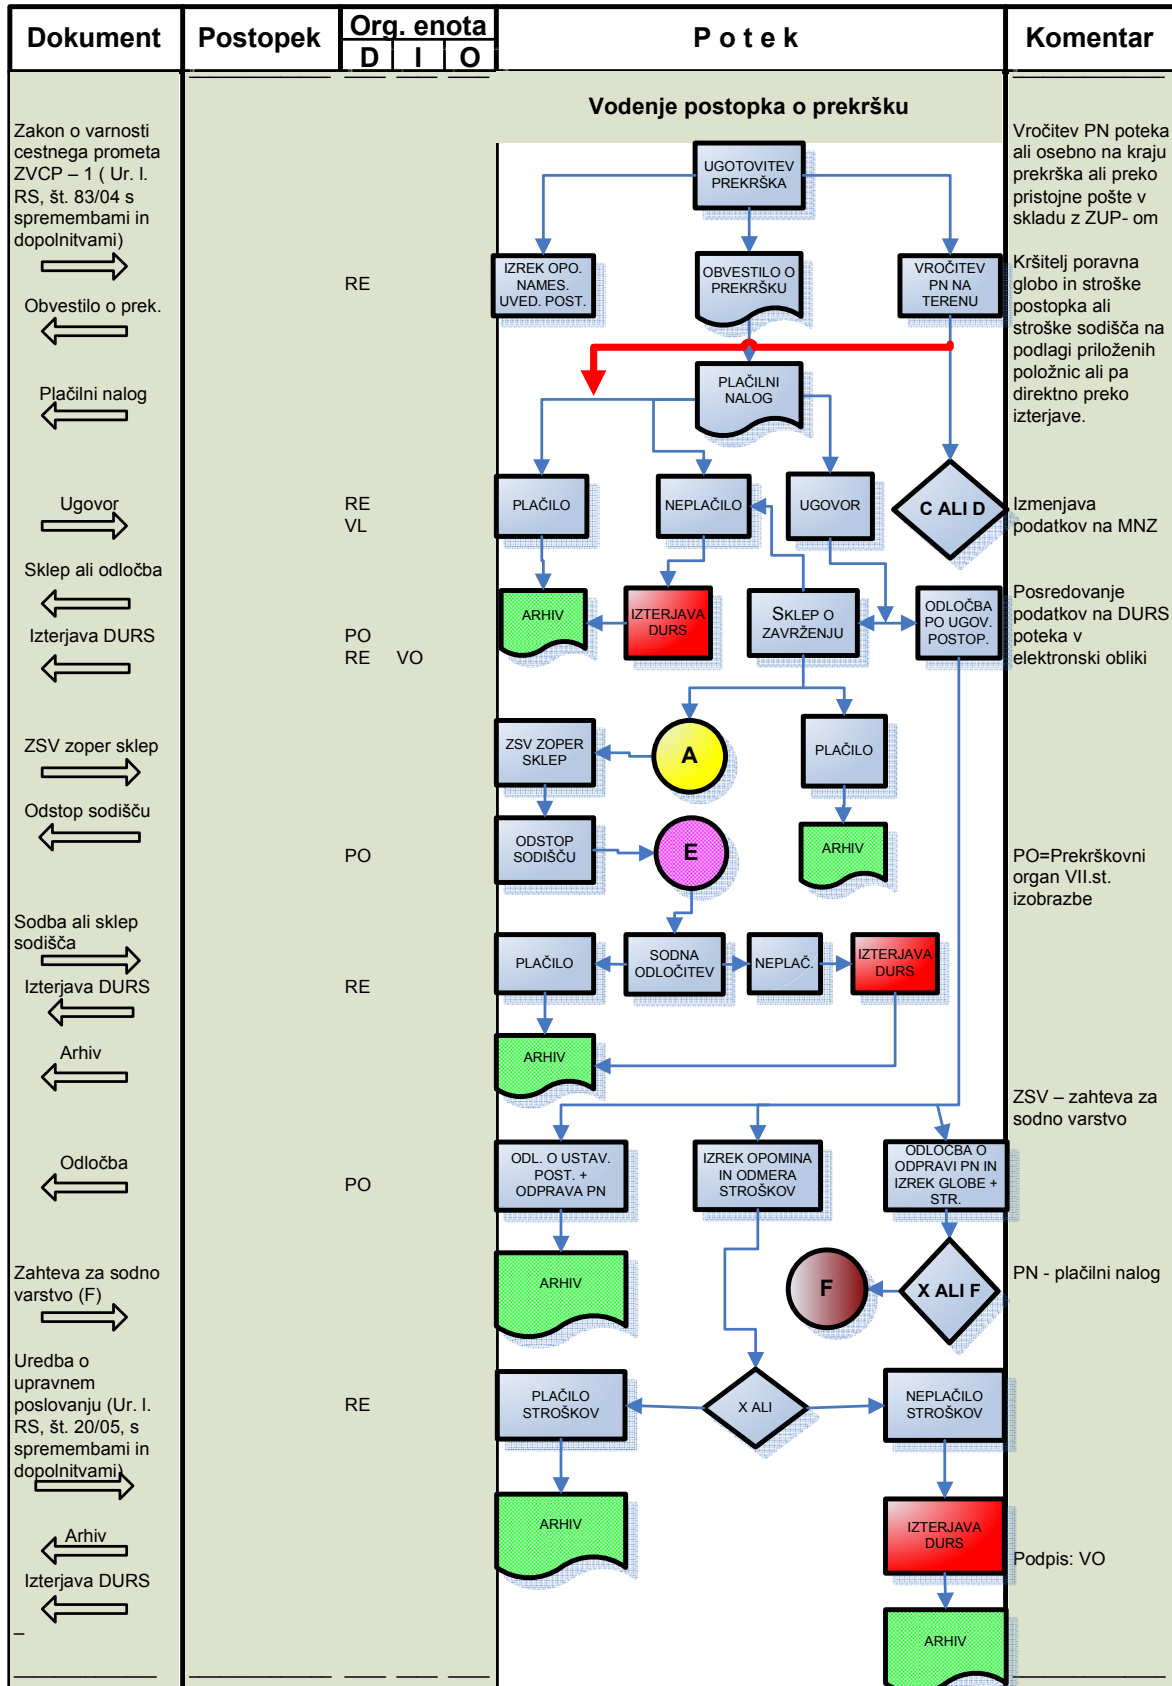 Dokument
Postopek
Org. enota
D I O
P o t e k
Komentar
Vodenje postopka o prekršku
Zakon o varnosti
cestnega prometa
ZVCP – 1 ( Ur. l.
RS, št. 83/04 s
spremembami in
dopolnitvami)
Obvestilo o prek.
Plačilni nalog
Ugovor
Sklep ali odločba
Izterjava DURS
ZSV zoper sklep
Odstop sodišču
Sodba ali sklep
sodišča
Izterjava DURS
Arhiv
Odločba
Zahteva za sodno
varstvo (F)
Uredba o
upravnem
poslovanju (Ur. l.
RS, št. 20/05, s
spremembami in
dopolnitvami)
Arhiv
Izterjava DURS
–
RE
RE
VL
PO
RE VO
PO
RE
PO
RE
UGOTOVITEV
PREKRŠKA
IZREK OPO.
NAMES.
UVED. POST.
OBVESTILO O
PREKRŠKU
VROČITEV
PN NA
TERENU
PLAČILNI
NALOG
PLAČILO
NEPLAČILO
UGOVOR
C ALI D
ARHIV
IZTERJAVA
DURS
SKLEP O
ZAVRŽENJU
ODLOČBA
PO UGOV.
POSTOP.
ZSV ZOPER
SKLEP
A
PLAČILO
ODSTOP
SODIŠČU
E
ARHIV
PLAČILO
SODNA
ODLOČITEV
NEPLAČ.
IZTERJAVA
DURS
ARHIV
ODL. O USTAV.
POST. +
ODPRAVA PN
IZREK OPOMINA
IN ODMERA
STROŠKOV
ODLOČBA O
ODPRAVI PN IN
IZREK GLOBE +
STR.
ARHIV
F
X ALI F
PLAČILO
STROŠKOV
X ALI
NEPLAČILO
STROŠKOV
ARHIV
IZTERJAVA
DURS
ARHIV
Vročitev PN poteka
ali osebno na kraju
prekrška ali preko
pristojne pošte v
skladu z ZUP- om
Kršitelj poravna
globo in stroške
postopka ali
stroške sodišča na
podlagi priloženih
položnic ali pa
direktno preko
izterjave.
Izmenjava
podatkov na MNZ
Posredovanje
podatkov na DURS
poteka v
elektronski obliki
PO=Prekrškovni
organ VII.st.
izobrazbe
ZSV – zahteva za
sodno varstvo
PN - plačilni nalog
Podpis: VO